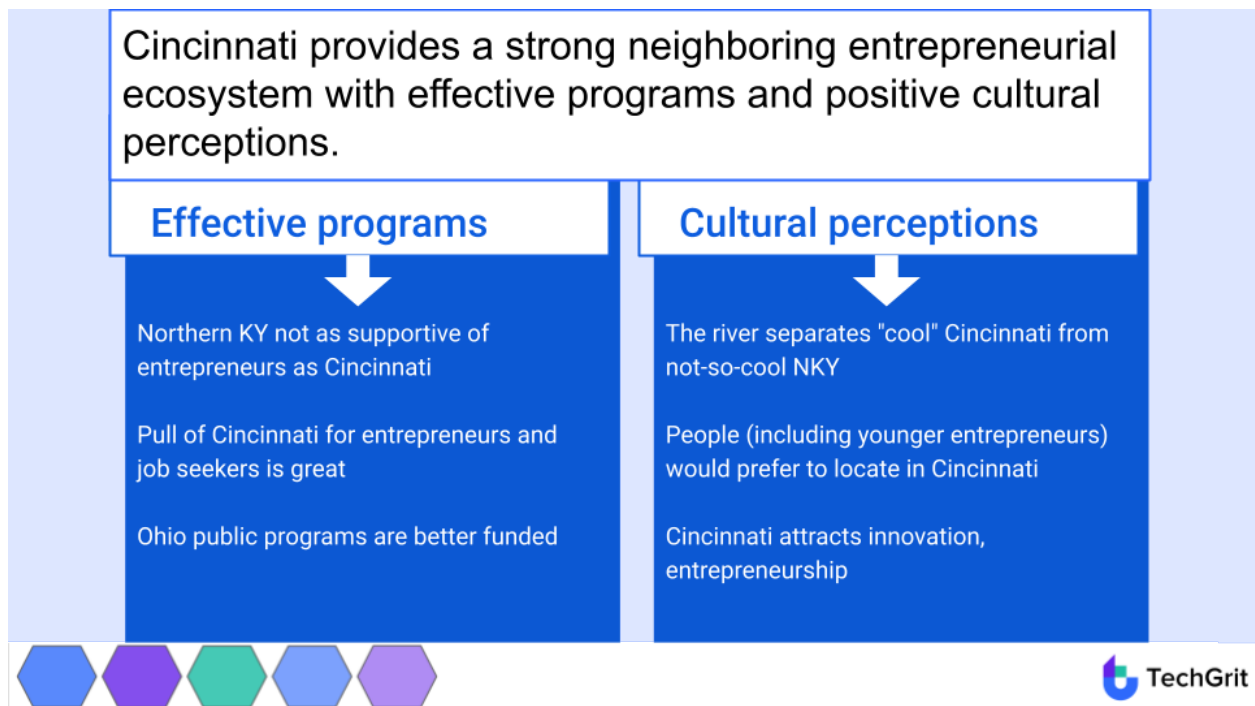 Cincinnati provides a strong neighboring entrepreneurial
ecosystem with effective programs and positive cultural
perceptions.
Effective programs
Northern KY not as supportive of
entrepreneurs as Cincinnati
Pull of Cincinnati for entrepreneurs and
job seekers is great
Ohio public programs are better funded
Cultural perceptions
The river separates "cool" Cincinnati from
not-so-cool NKY
People (including younger entrepreneurs)
would prefer to locate in Cincinnati
Cincinnati attracts innovation,
entrepreneurship
TechGrit